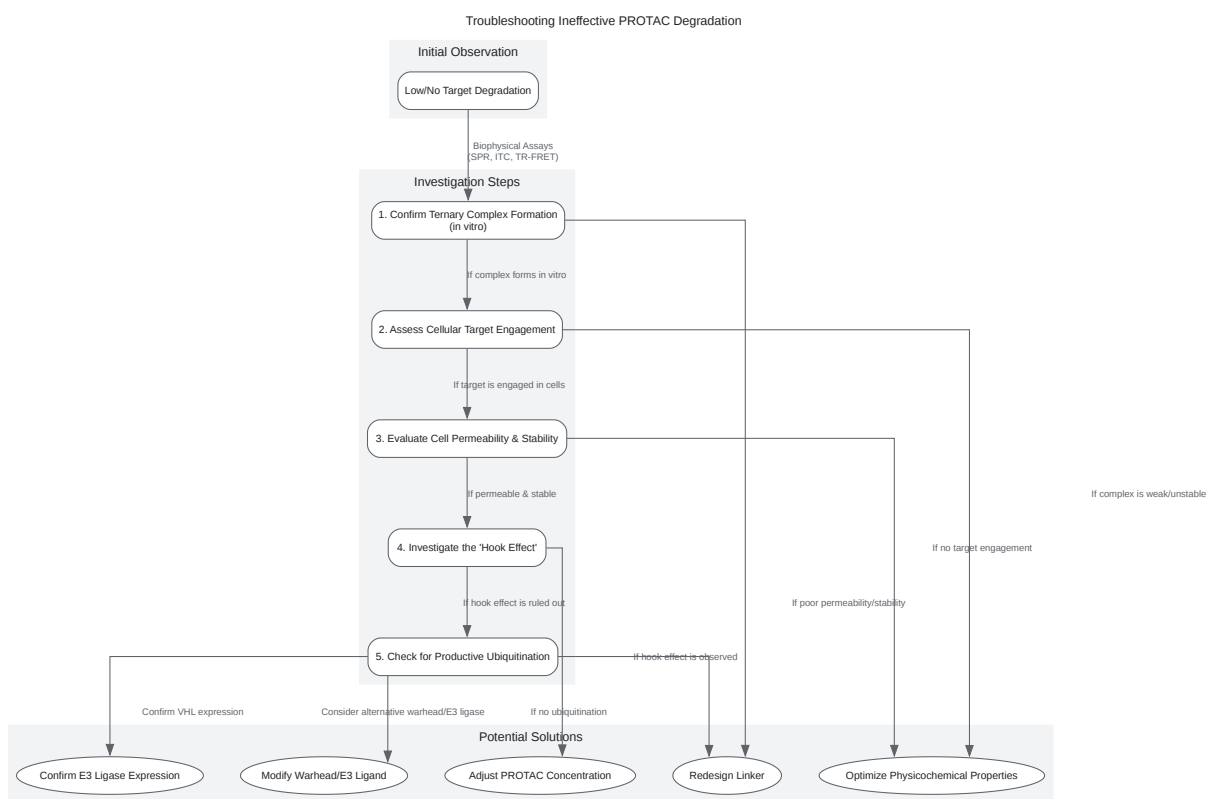 Troubleshooting Ineffective PROTAC Degradation
Initial Observation
Low/No Target Degradation
Biophysical Assays
(SPR, ITC, TR-FRET)
Investigation Steps
1. Confirm Ternary Complex Formation
(in vitro)
If complex forms in vitro
2. Assess Cellular Target Engagement
If target is engaged in cells
3. Evaluate Cell Permeability & Stability
If permeable & stable
If complex is weak/unstable
4. Investigate the 'Hook Effect'
If no target engagement
If hook effect is ruled out
If poor permeability/stability
5. Check for Productive Ubiquitination
If hook effect is observed
Confirm VHL expression
Consider alternative warhead/E3 ligase
If no ubiquitination
Potential Solutions
Confirm E3 Ligase Expression
Modify Warhead/E3 Ligand
Adjust PROTAC Concentration
Redesign Linker
Optimize Physicochemical Properties